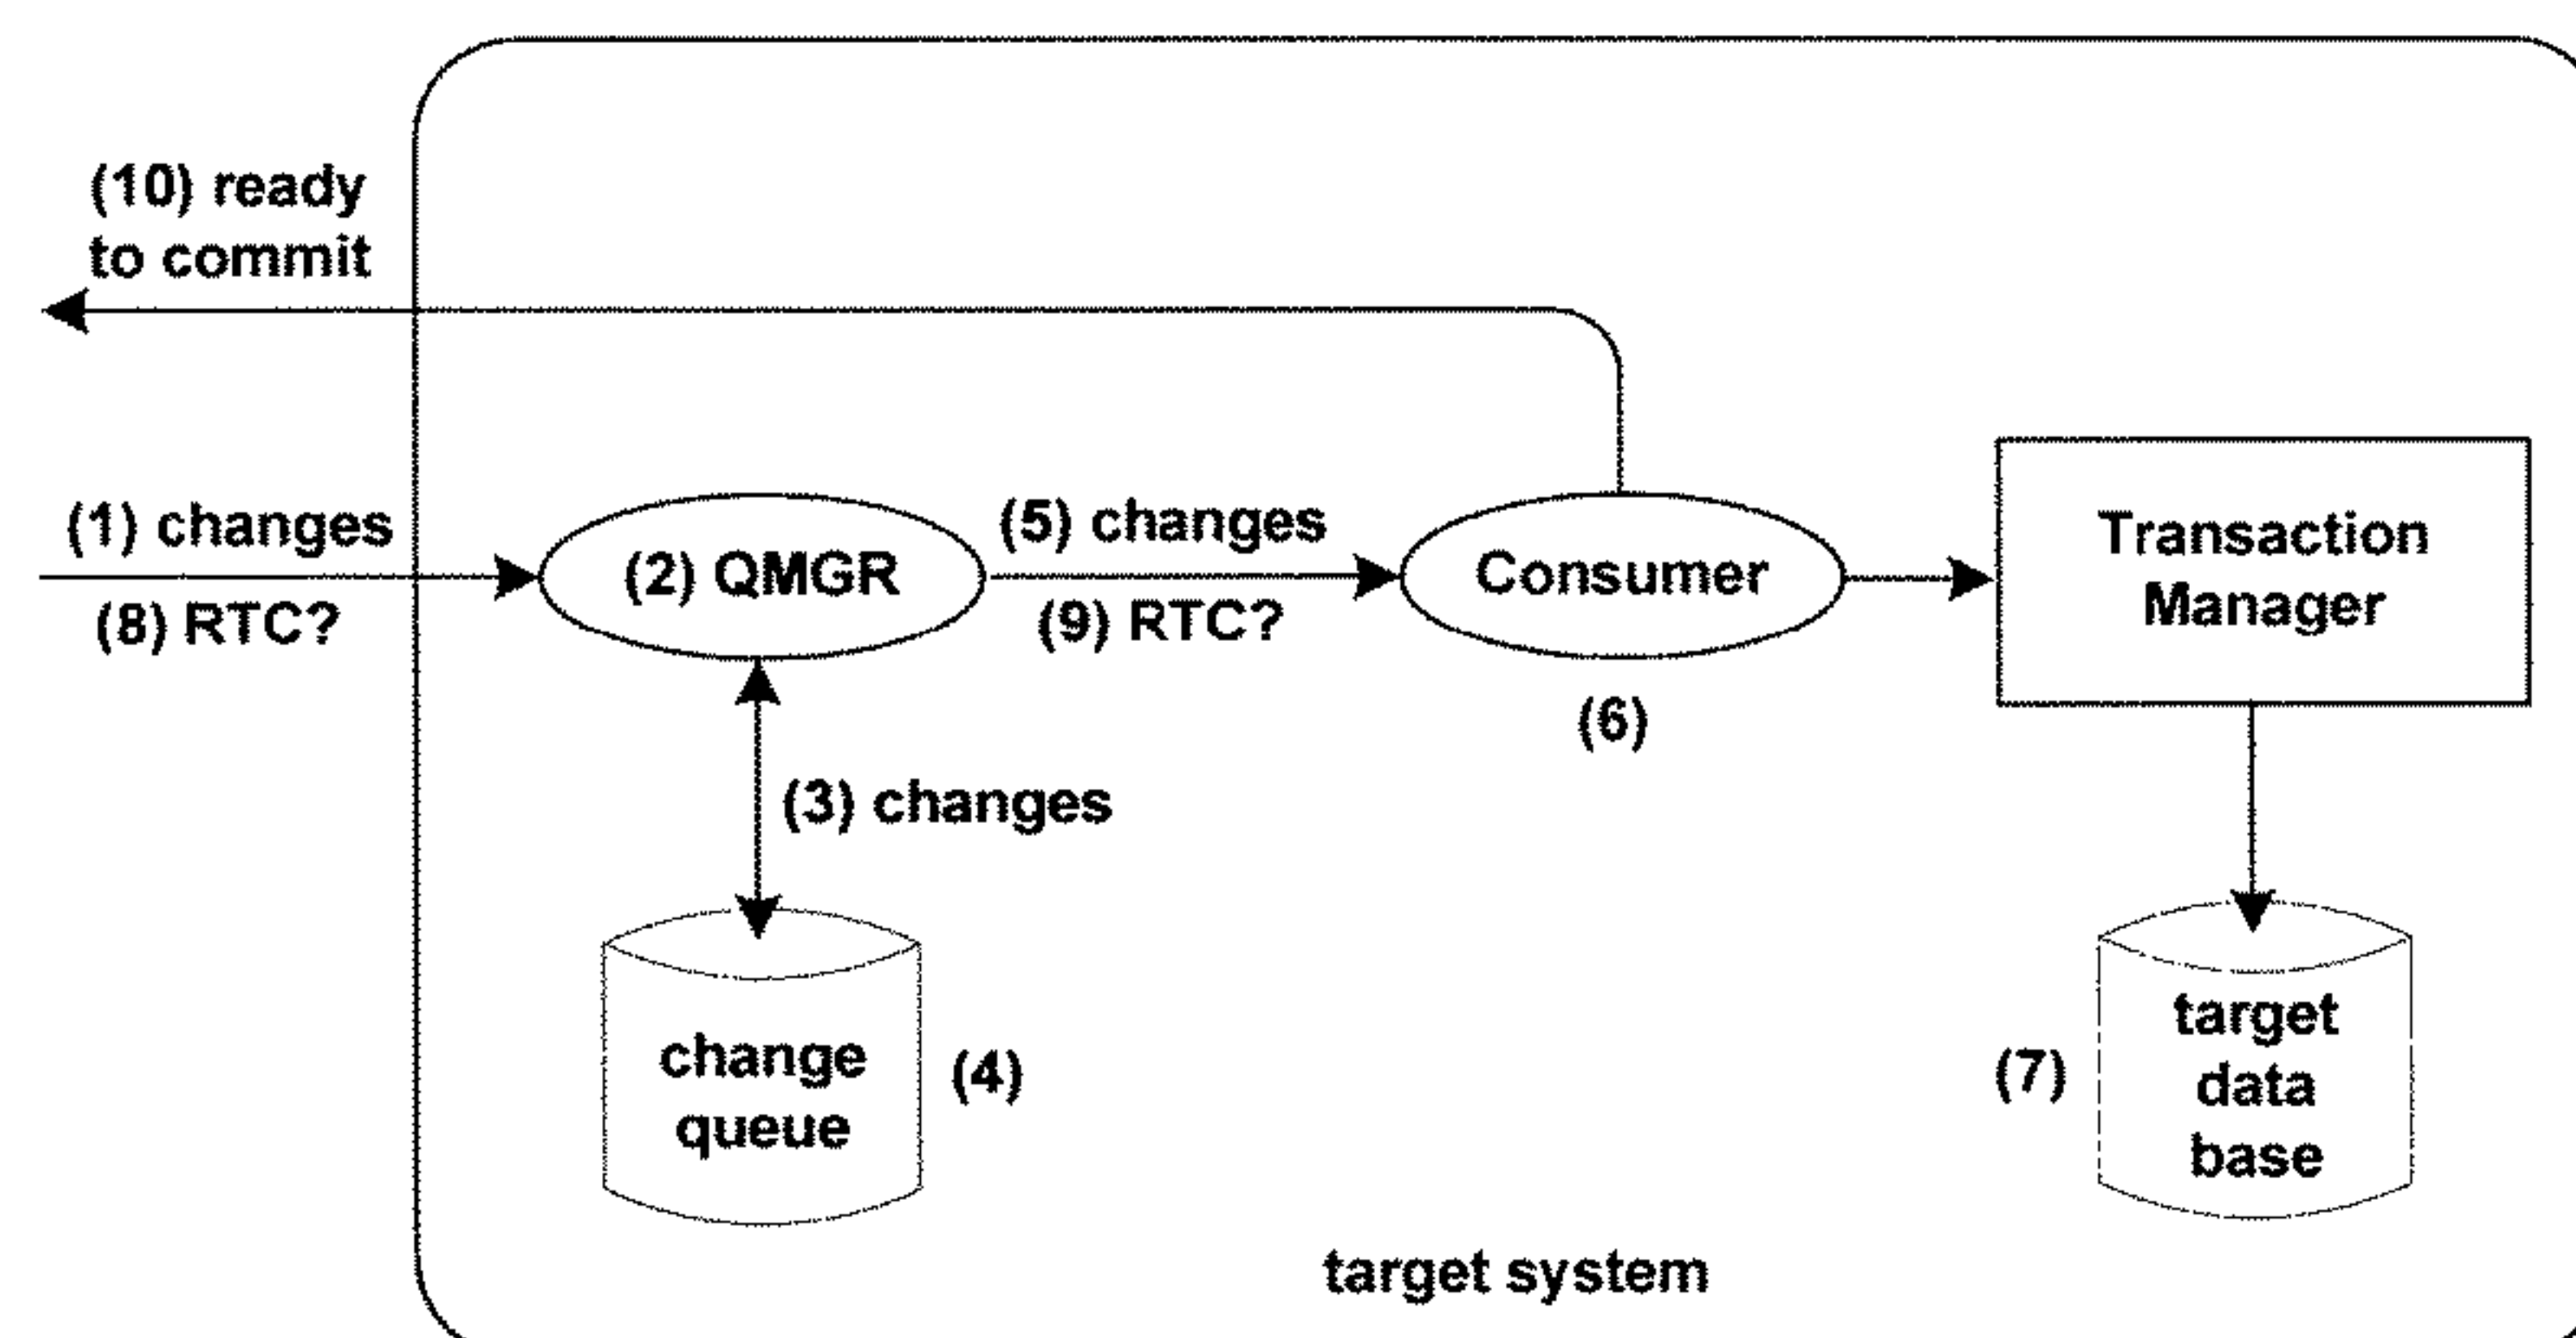 (10) ready
to commit
(1) changes
(8) RTC?
(2) QMGR
(5) changes
(9) RTC?
Consumer
(6)
Transaction
Manager
(3) changes
change
queue
(4)
(7)
target
data
base
target system